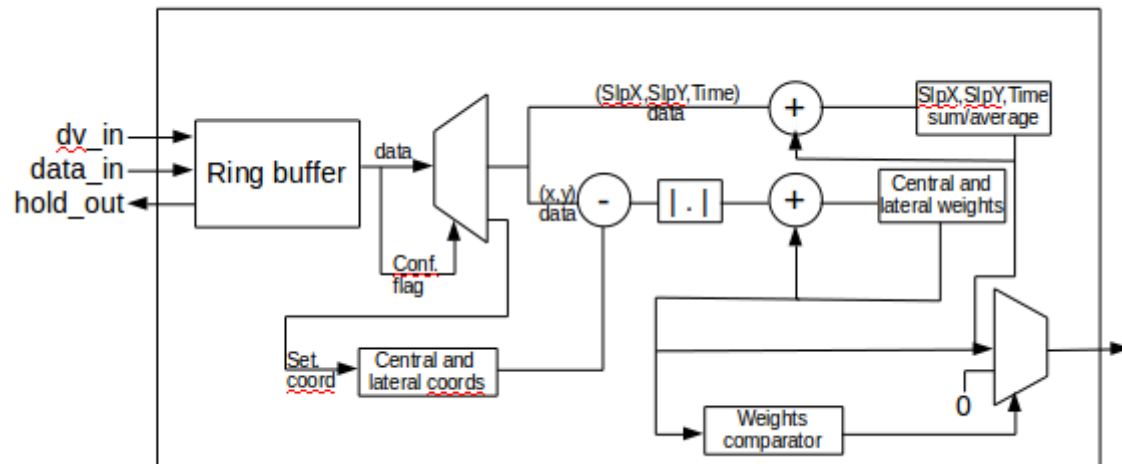 dv_in
data_in
hold_out
Ring buffer
data
Conf.
flag
Set.
coord
Central and
lateral coords
(SlpX,SlpY,Time)
data
(x,y)
data
-
| . |
+
+
SlpX,SlpY,Time
sum/average
Central and
lateral weights
Weights
comparator
0